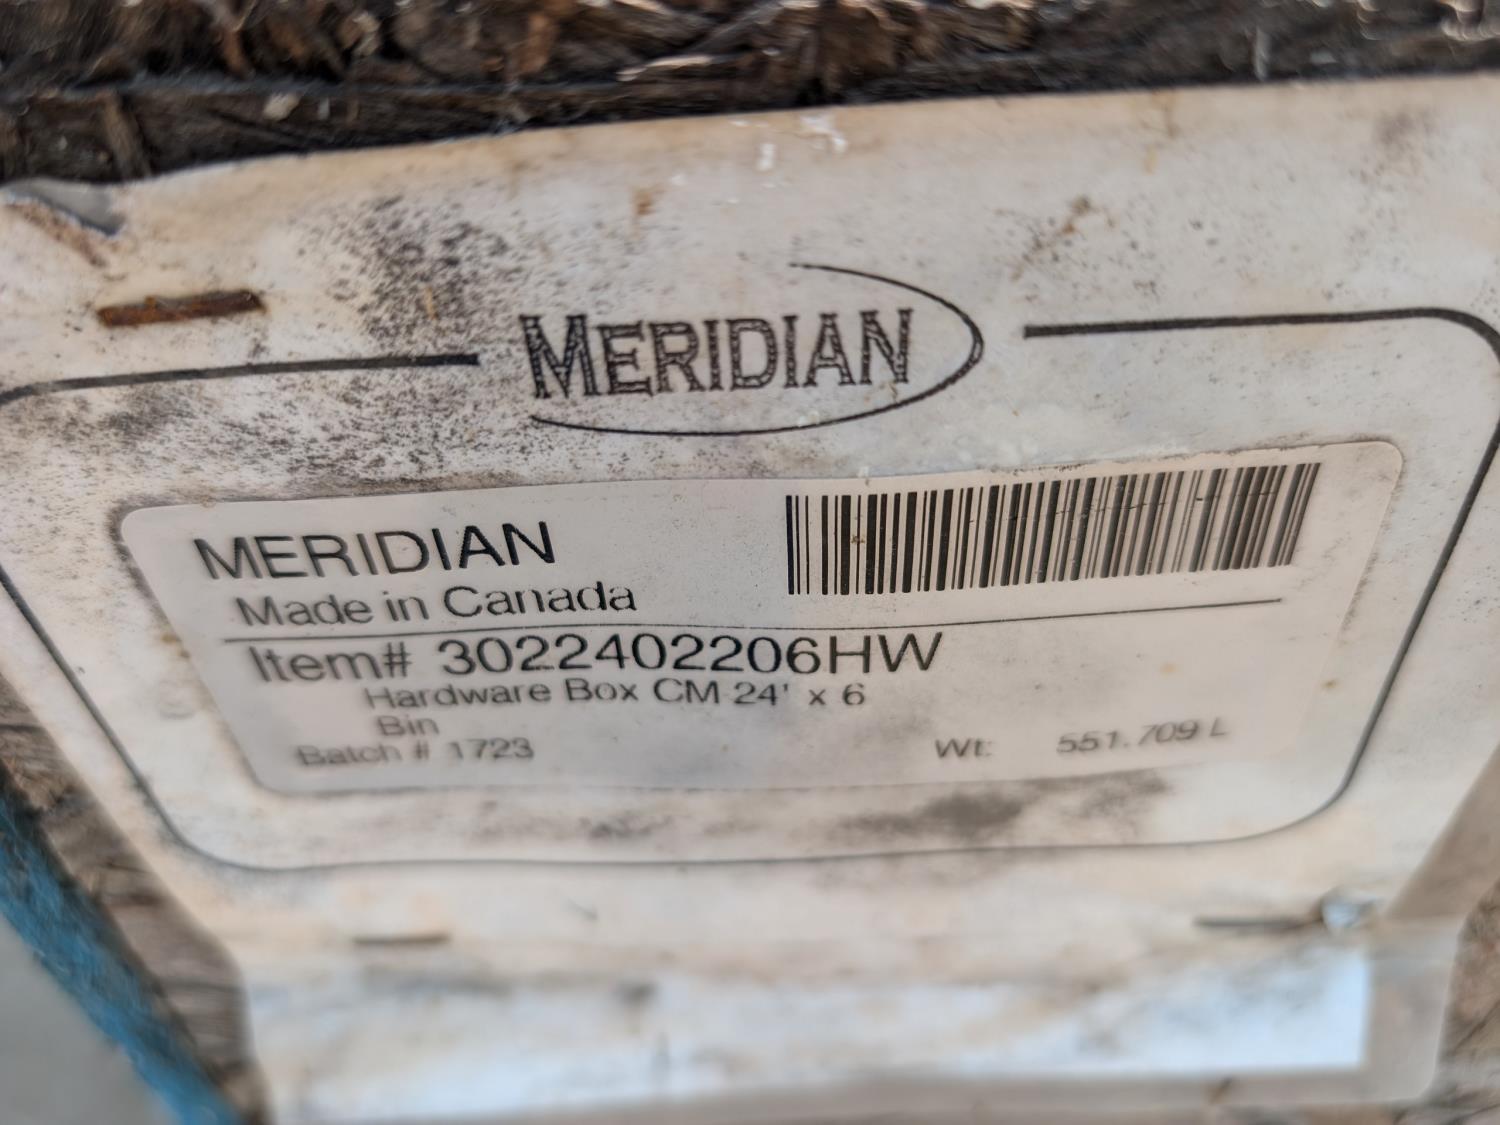 MERIDIAN
MERIDIAN
Made in Canada
Item# 3022402206HW
Hardware Box CM 24' x 6
Bin
Batch # 1723
Wt: 551.709 L